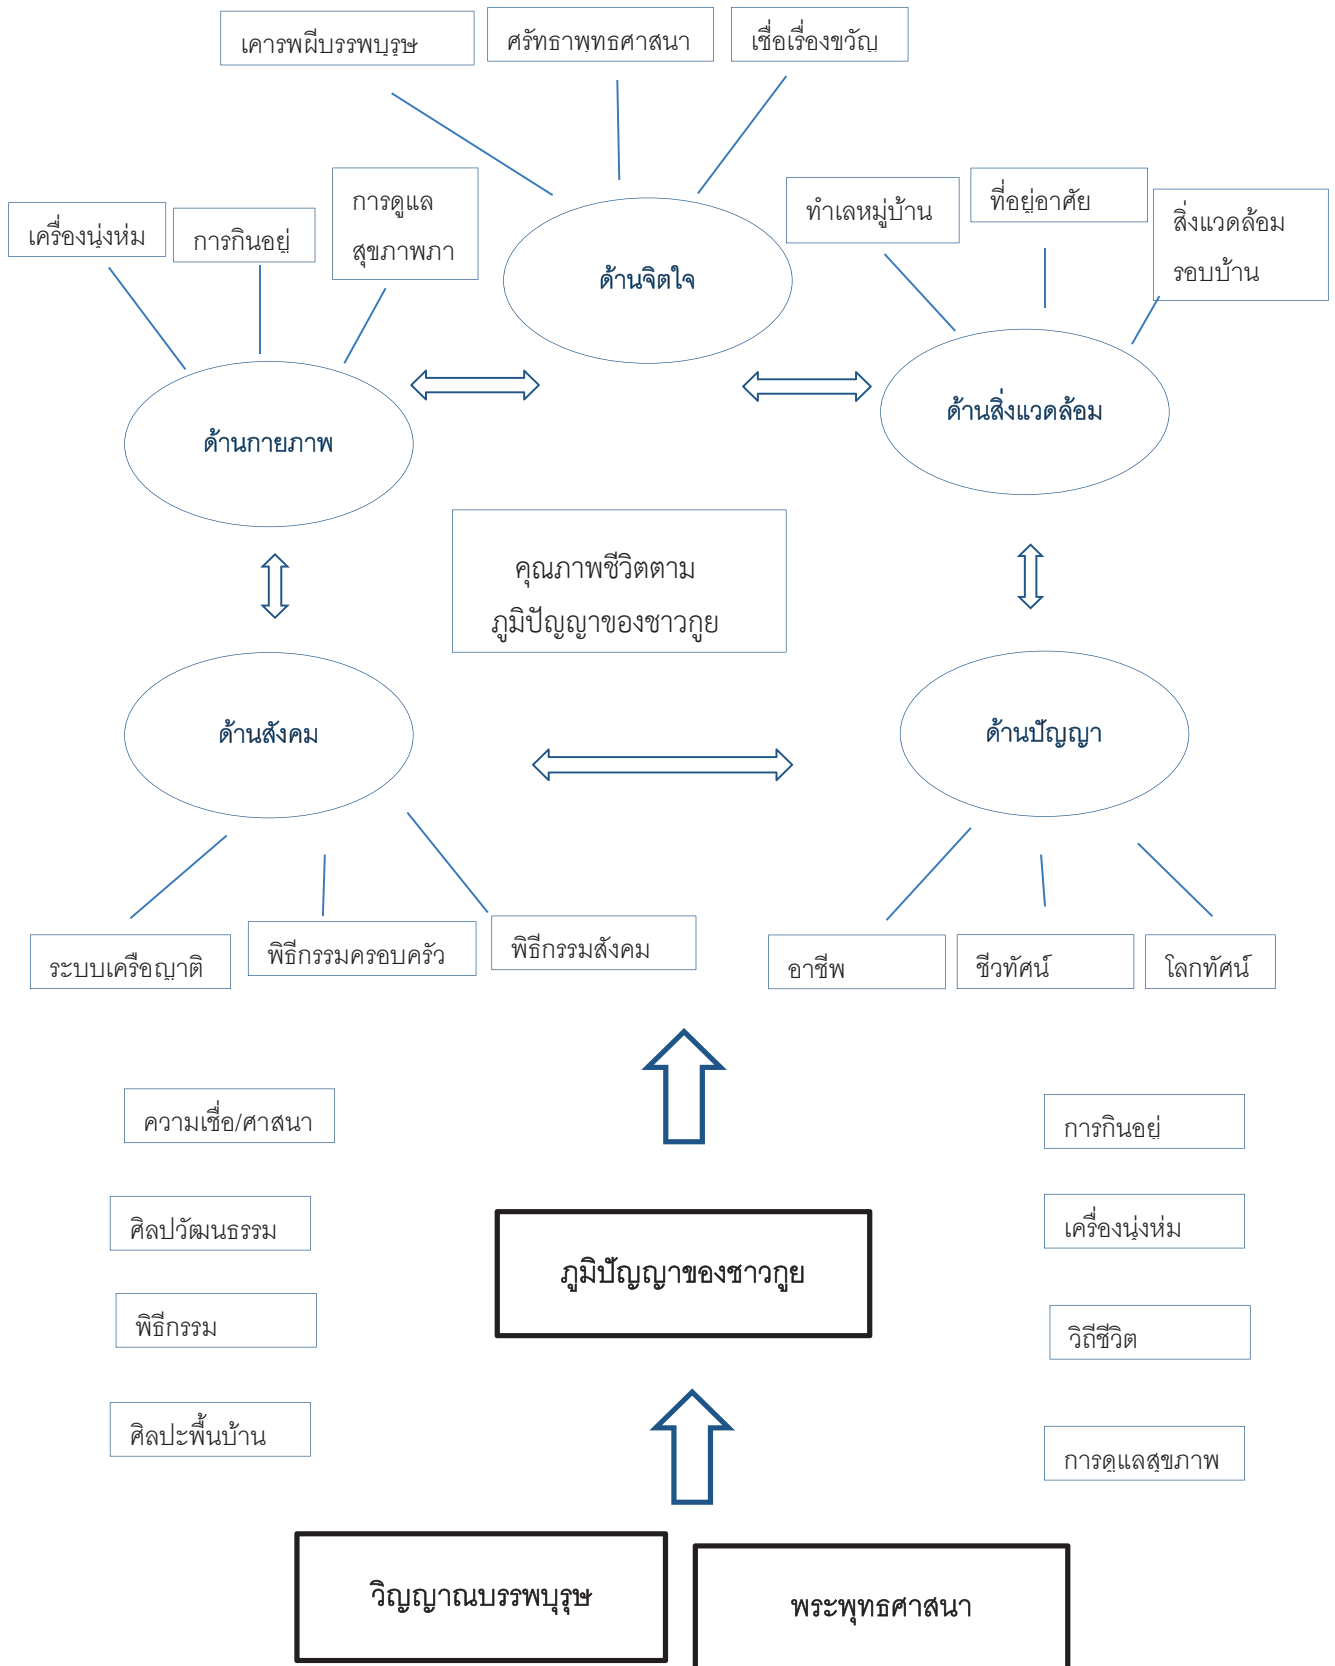 เคารพผีบรรพบุรุษ
ศรัทธาพุทธศาสนา
เชื่อเรื่องขวัญ
เครื่องนุ่งห่ม
การกินอยู่
การดูแล
สุขภาพภา
ทำเลหมู่บ้าน
ที่อยู่อาศัย
สิ่งแวดล้อม
รอบบ้าน
ด้านจิตใจ
ด้านกายภาพ
ด้านสิ่งแวดล้อม
คุณภาพชีวิตตาม
ภูมิปัญญาของชาวกูย
ด้านสังคม
ด้านปัญญา
ระบบเครือญาติ
พิธีกรรมครอบครัว
พิธีกรรมสังคม
อาชีพ
ชีวทัศน์
โลกทัศน์
ความเชื่อ/ศาสนา
ศิลปวัฒนธรรม
พิธีกรรม
ศิลปะพื้นบ้าน
การกินอยู่
เครื่องนุ่งห่ม
วิถีชีวิต
การดูแลสุขภาพ
ภูมิปัญญาของชาวกูย
วิญญาณบรรพบุรุษ
พระพุทธศาสนา